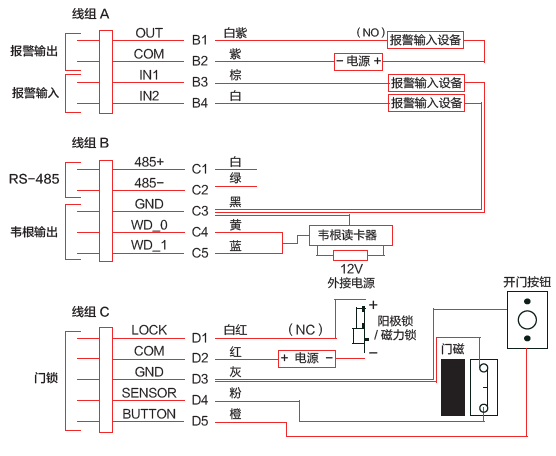 线组 A
报警输出
OUT B1 白紫 (NO) 报警输入设备
COM B2 紫 - 电源 +
报警输入
IN1 B3 棕 报警输入设备
IN2 B4 白 报警输入设备
线组 B
RS-485
485+ C1 白
485- C2 绿
韦根输出
GND C3 黑
WD_0 C4 黄 韦根读卡器
WD_1 C5 蓝
12V
外接电源
线组 C
门锁
LOCK D1 白红 (NC)
COM D2 红 + 电源 -
GND D3 灰
SENSOR D4 粉
BUTTON D5 橙
+
阳极锁
/ 磁力锁
-
门磁
开门按钮